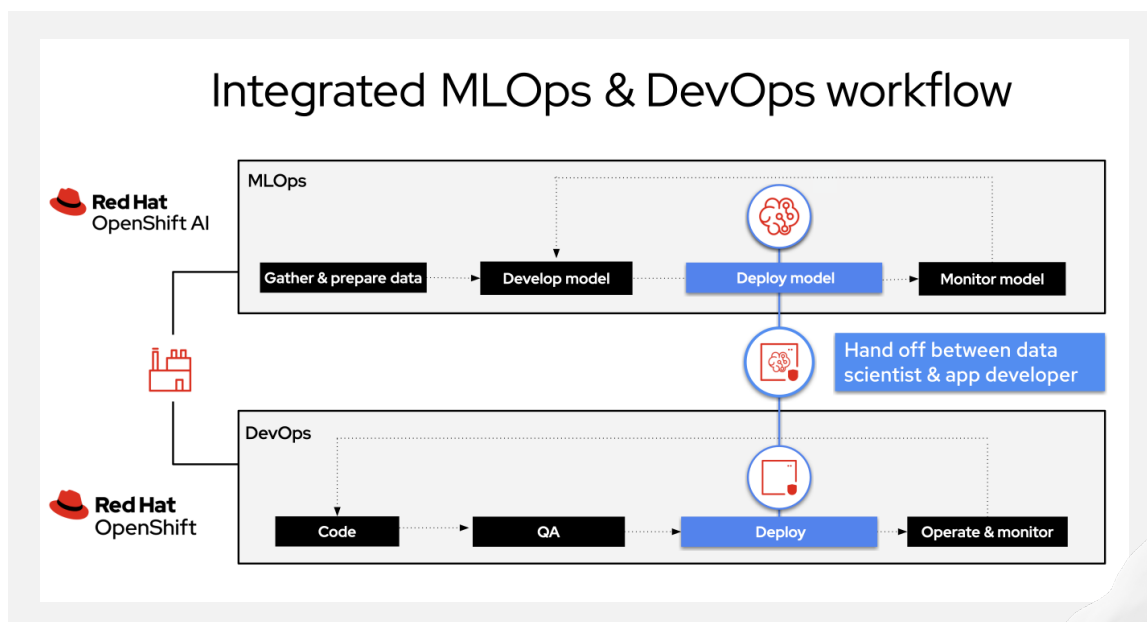 Integrated MLOps & DevOps workflow
MLOps
Red Hat
OpenShift AI
Gather & prepare data
Develop model
Deploy model
Monitor model
Hand off between data
scientist & app developer
DevOps
Red Hat
OpenShift
Code
QA
Deploy
Operate & monitor